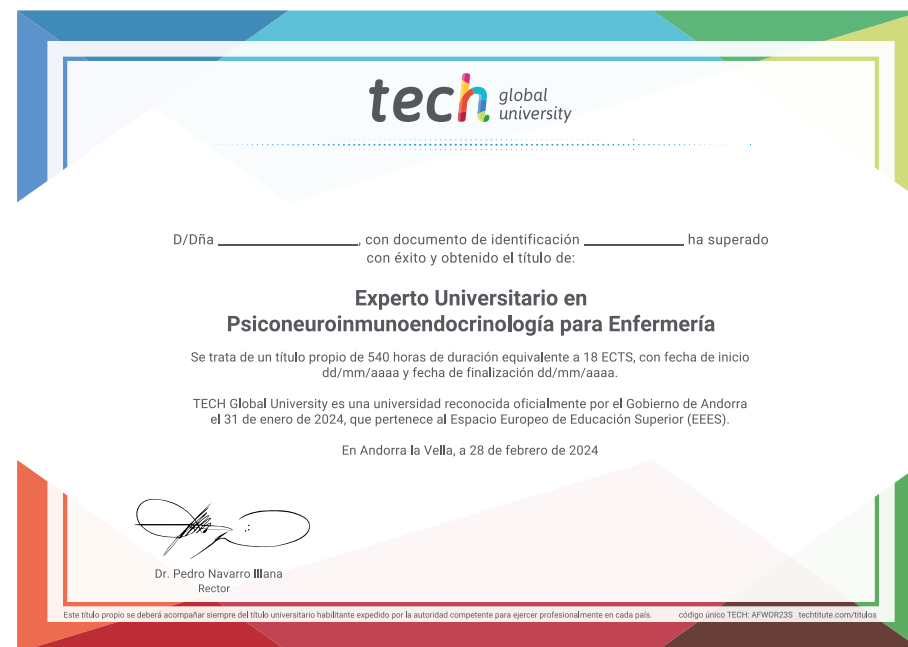 tech global university
D/Dña ____________________, con documento de identificación ______________ ha superado
con éxito y obtenido el título de:
Experto Universitario en
Psiconeuroinmunoendocrinología para Enfermería
Se trata de un título propio de 540 horas de duración equivalente a 18 ECTS, con fecha de inicio
dd/mm/aaaa y fecha de finalización dd/mm/aaaa.
TECH Global University es una universidad reconocida oficialmente por el Gobierno de Andorra
el 31 de enero de 2024, que pertenece al Espacio Europeo de Educación Superior (EEES).
En Andorra la Vella, a 28 de febrero de 2024
Dr. Pedro Navarro Illana
Rector
Este título propio se deberá acompañar siempre del título universitario habilitante expedido por la autoridad competente para ejercer profesionalmente en cada país. código único TECH: AFWOR23S techtitute.com/titulos